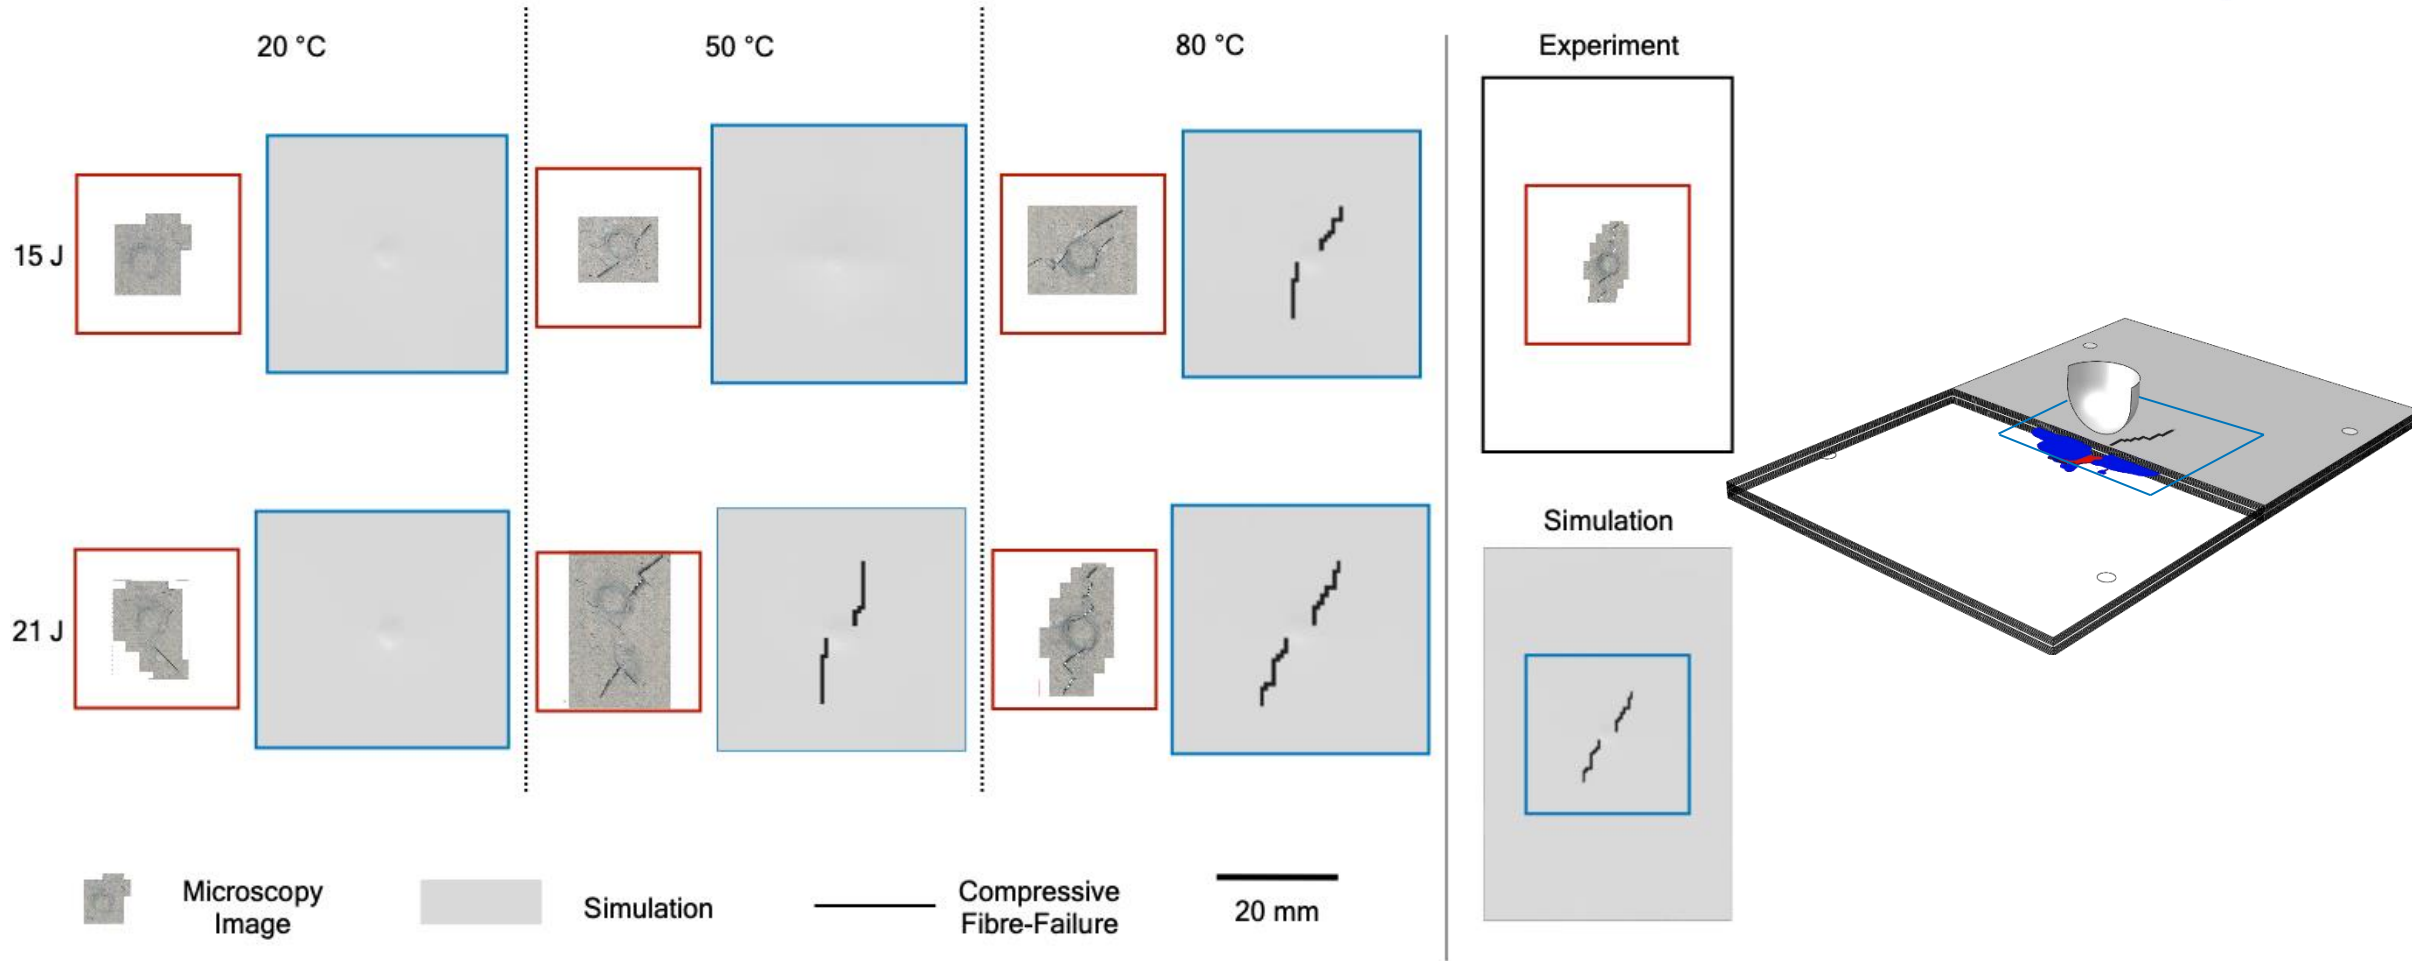 20 °C
50 °C
80 °C
Experiment
15 J
Simulation
21 J
Microscopy
Image
Simulation
Compressive
Fibre-Failure
20 mm